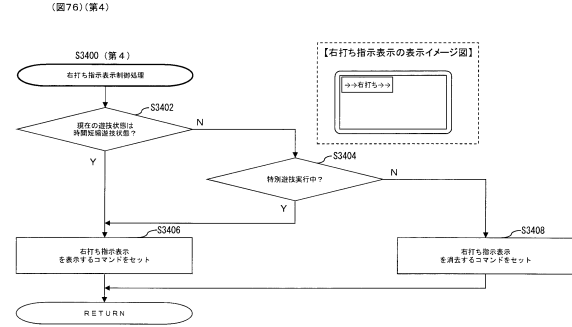 (図76)(第4)
S3400 (第4)
右打ち指示表示制御処理
【右打ち指示表示の表示イメージ図】
→→右打ち→→
S3402
現在の遊技状態は
時間短縮遊技状態?
N
Y
S3404
特別遊技実行中?
N
Y
S3406
右打ち指示表示
を表示するコマンドをセット
S3408
右打ち指示表示
を消去するコマンドをセット
RETURN